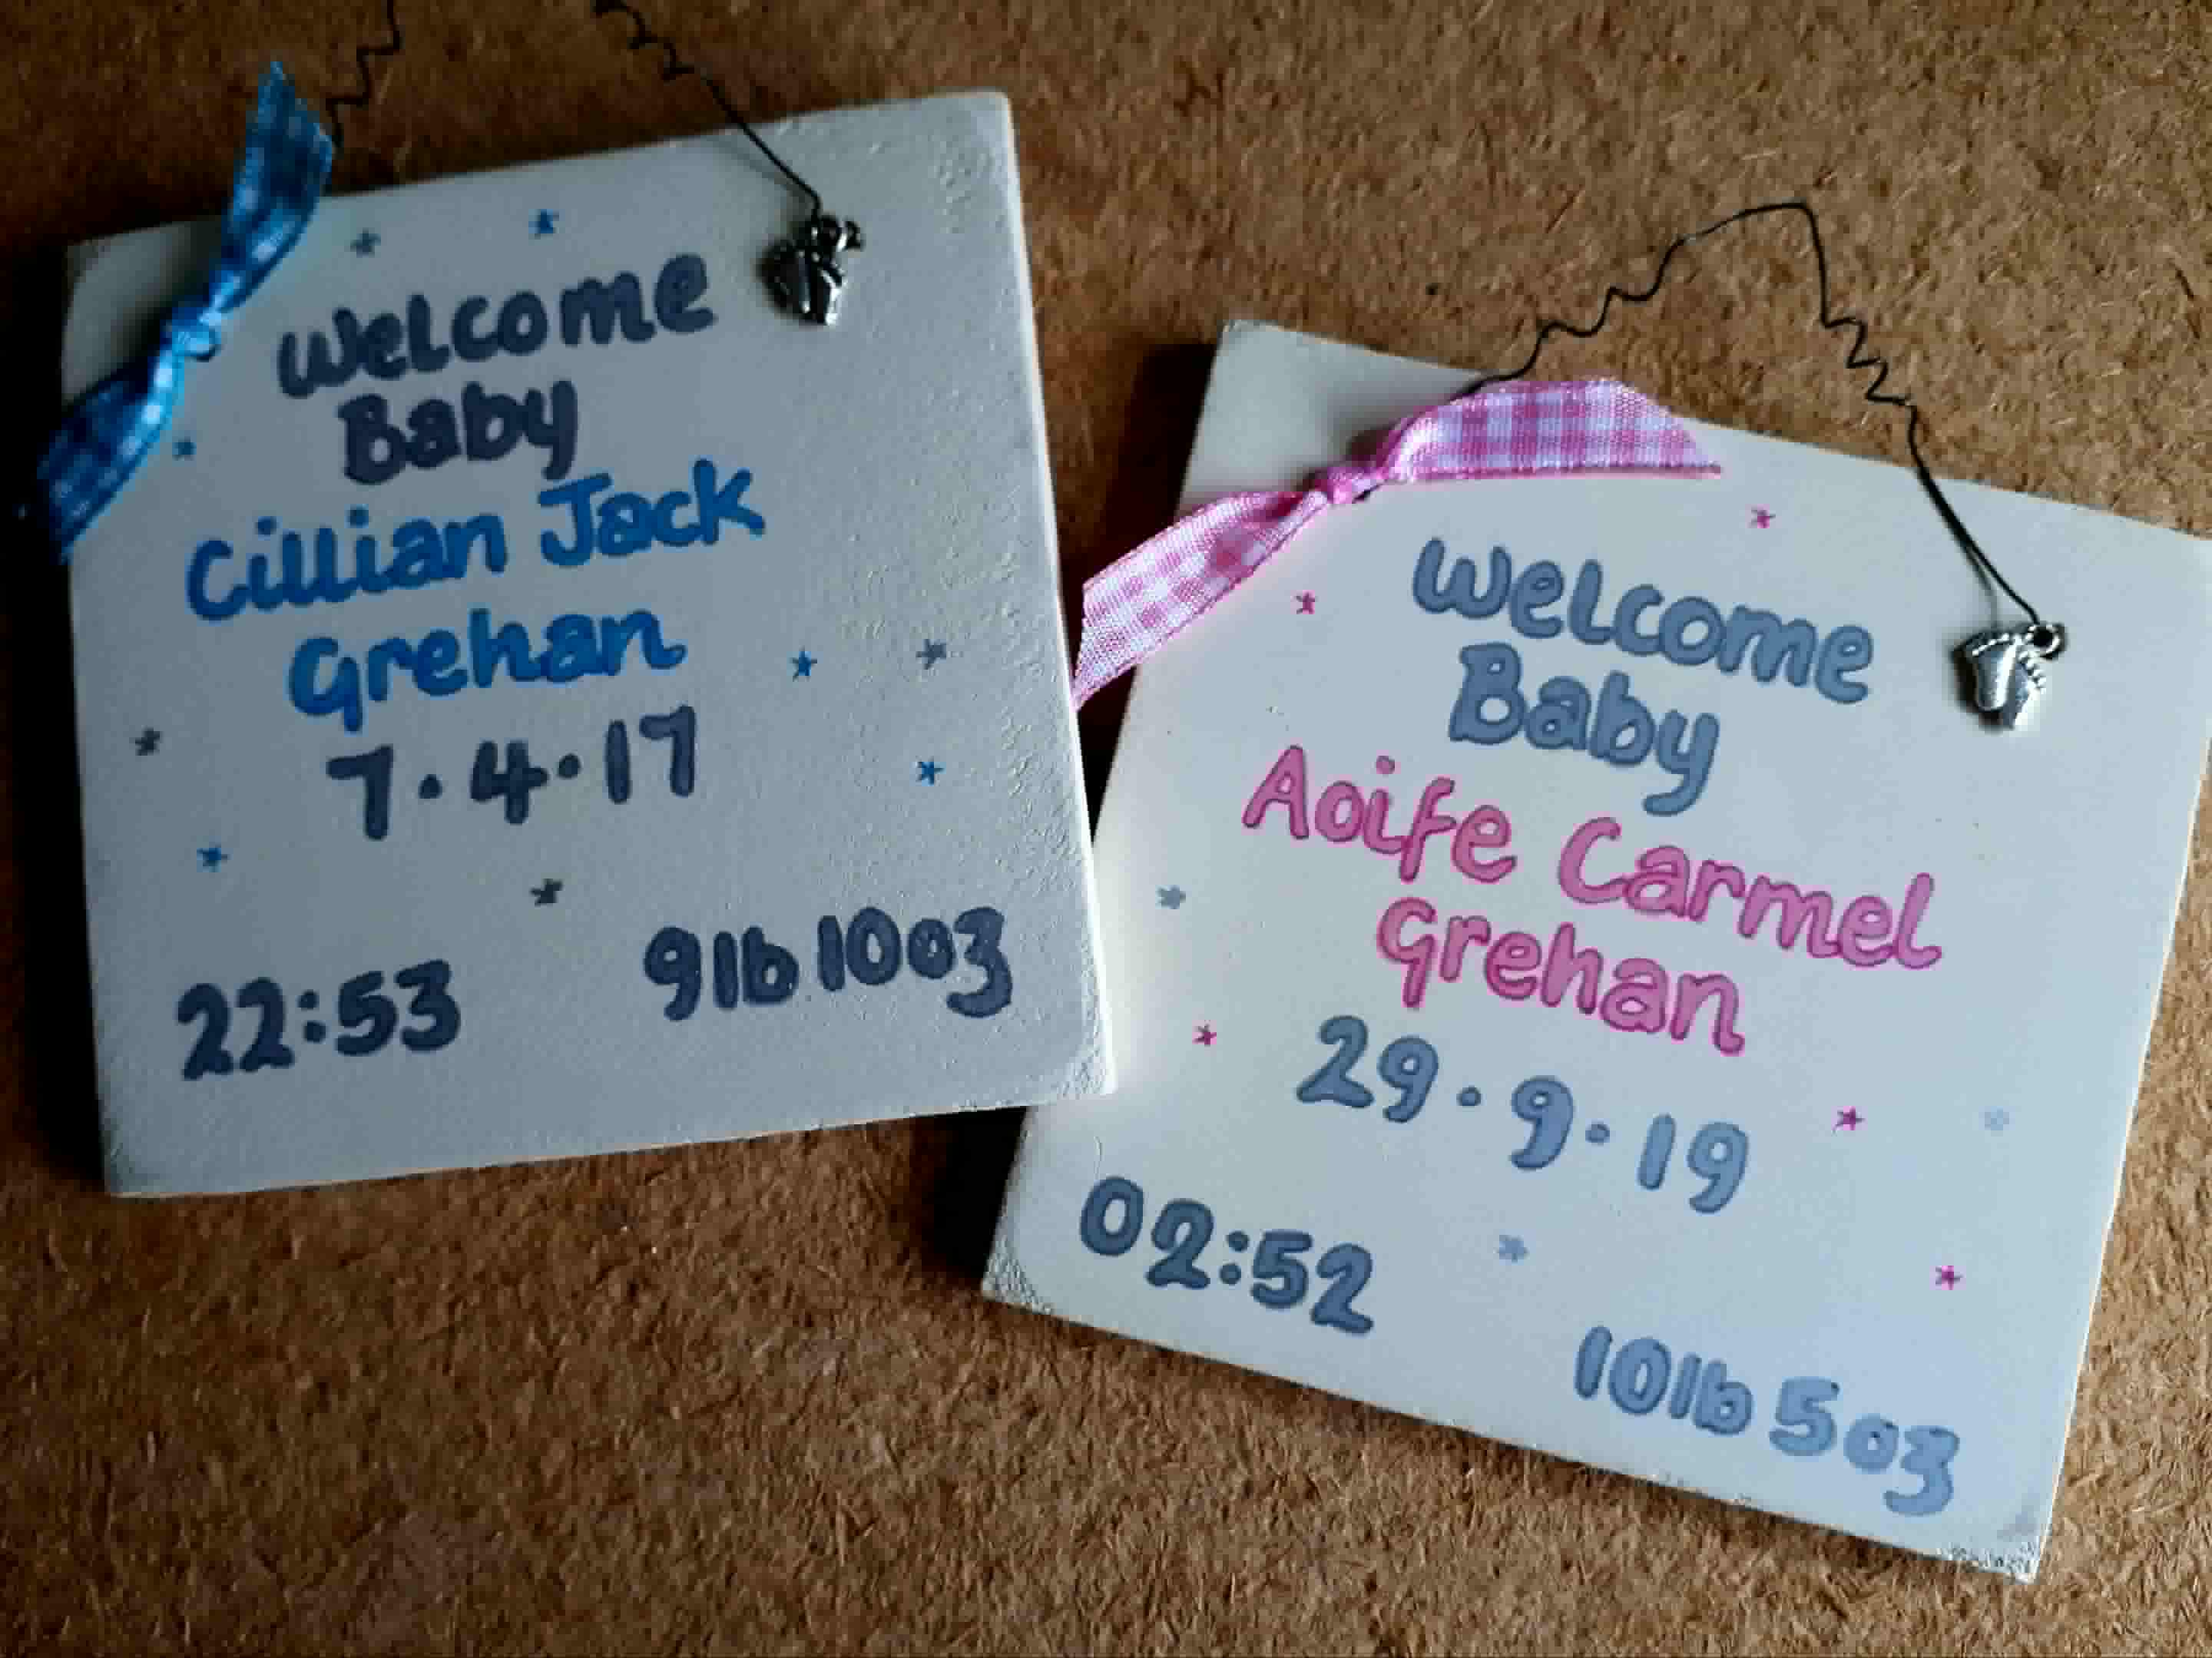 Welcome
Baby
Cillian Jack
Grehan
7·4·17
22:53
9lb 10oz
Welcome
Baby
Aoife Carmel
Grehan
29·9·19
02:52
10lb 5oz